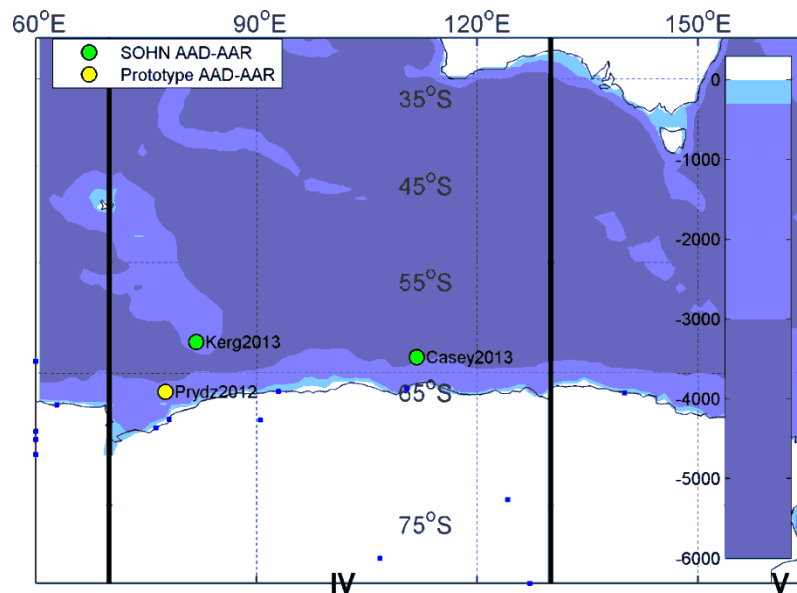 60°E 90°E 120°E 150°E
SOHN AAD-AAR
Prototype AAD-AAR
35°S
45°S
55°S
65°S
75°S
Kerg2013
Casey2013
Prydz2012
0
-1000
-2000
-3000
-4000
-5000
-6000
IV
V